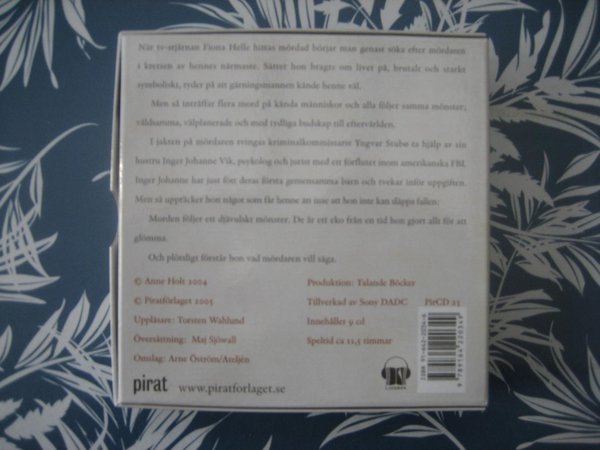 När tv-stjärnan Fiona Helle hittas mördad börjar man genast söka efter mördaren
i kretsen av hennes närmaste. Sättet hon bragts om livet på, brutalt och starkt
symboliskt, tyder på att gärningsmannen kände henne väl.
Men så inträffar flera mord på kända människor och alla följer samma mönster;
våldsamma, välplanerade och med tydliga budskap till eftervärlden.
I jakten på mördaren tvingas kriminalkommissarie Yngvar Stubø ta hjälp av sin
hustru Inger Johanne Vik, psykolog och jurist med ett förflutet inom amerikanska FBI.
Inger Johanne har just fött deras första gemensamma barn och tvekar inför uppgiften.
Men så upptäcker hon något som får henne att inse att hon inte kan släppa fallet:
Morden följer ett djävulskt mönster. De är ett eko från en tid hon gjort allt för att
glömma.
Och plötsligt förstår hon vad mördaren vill säga.
© Anne Holt 2004
© Piratförlaget 2005
Uppläsare: Torsten Wahlund
Översättning: Maj Sjöwall
Omslag: Arne Öström/Ateljén
Produktion: Talande Böcker
Tillverkad av Sony DADC PirCD 23
Innehåller 9 cd
Speltid ca 11,5 timmar
pirat www.piratforlaget.se